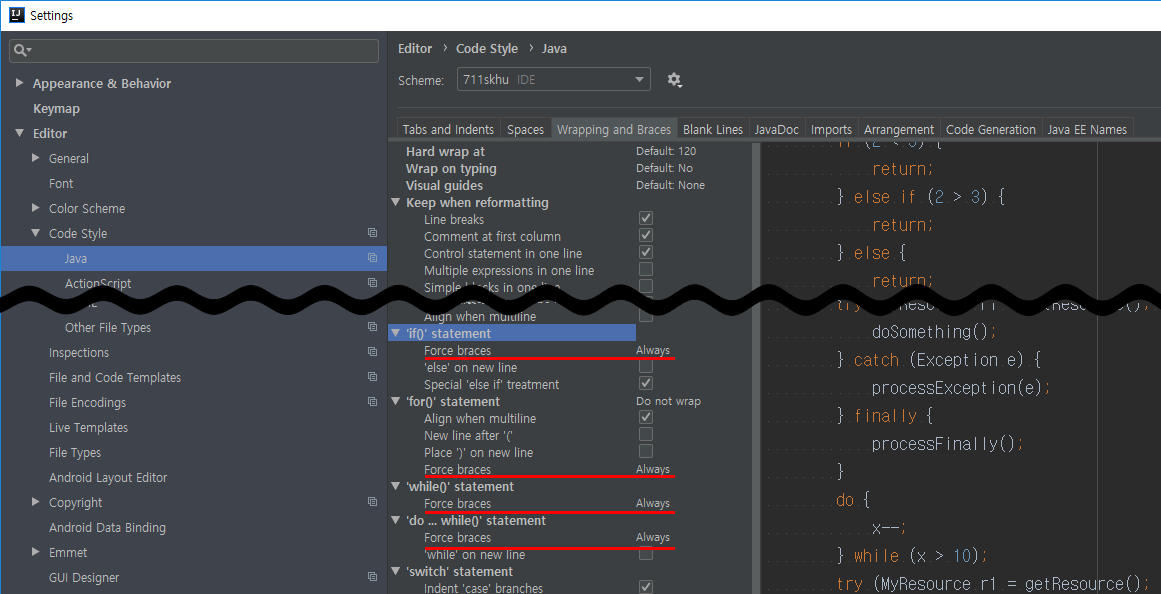 IJ Settings
Appearance & Behavior
Keymap
Editor
General
Font
Color Scheme
Code Style
Java
ActionScript
Other File Types
Inspections
File and Code Templates
File Encodings
Live Templates
File Types
Android Layout Editor
Copyright
Android Data Binding
Emmet
GUI Designer
Editor › Code Style › Java
Scheme: 711skhu IDE
Tabs and Indents Spaces Wrapping and Braces Blank Lines JavaDoc Imports Arrangement Code Generation Java EE Names
Hard wrap at Default: 120
Wrap on typing Default: No
Visual guides Default: None
Keep when reformatting
Line breaks
Comment at first column
Control statement in one line
Multiple expressions in one line
Simple blocks in one line
Align when multiline
'if()' statement
Force braces Always
'else' on new line
Special 'else if' treatment
'for()' statement Do not wrap
Align when multiline
New line after '('
Place ')' on new line
Force braces Always
'while()' statement
Force braces Always
'do ... while()' statement
Force braces Always
'while' on new line
'switch' statement
Indent 'case' branches
return;
} else if (2 > 3) {
return;
} else {
return;
doSomething();
} catch (Exception e) {
processException(e);
} finally {
processFinally();
}
do {
x--;
} while (x > 10);
try (MyResource r1 = getResource();